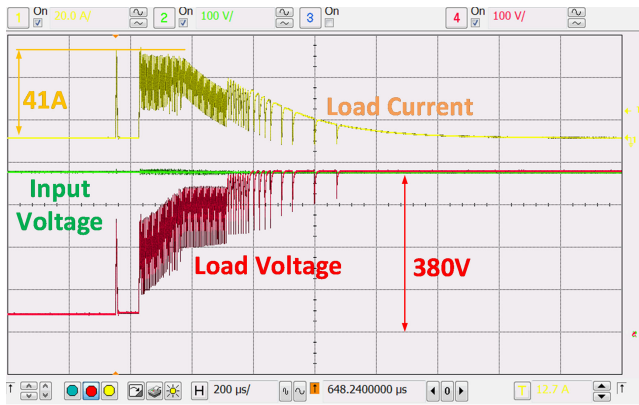 1 On 20.0 A/ 2 On 100 V/ 3 On 4 On 100 V/
41A
Load Current
Input
Voltage
Load Voltage
380V
H 200 µs/ 648.2400000 µs 0 T 12.7 A